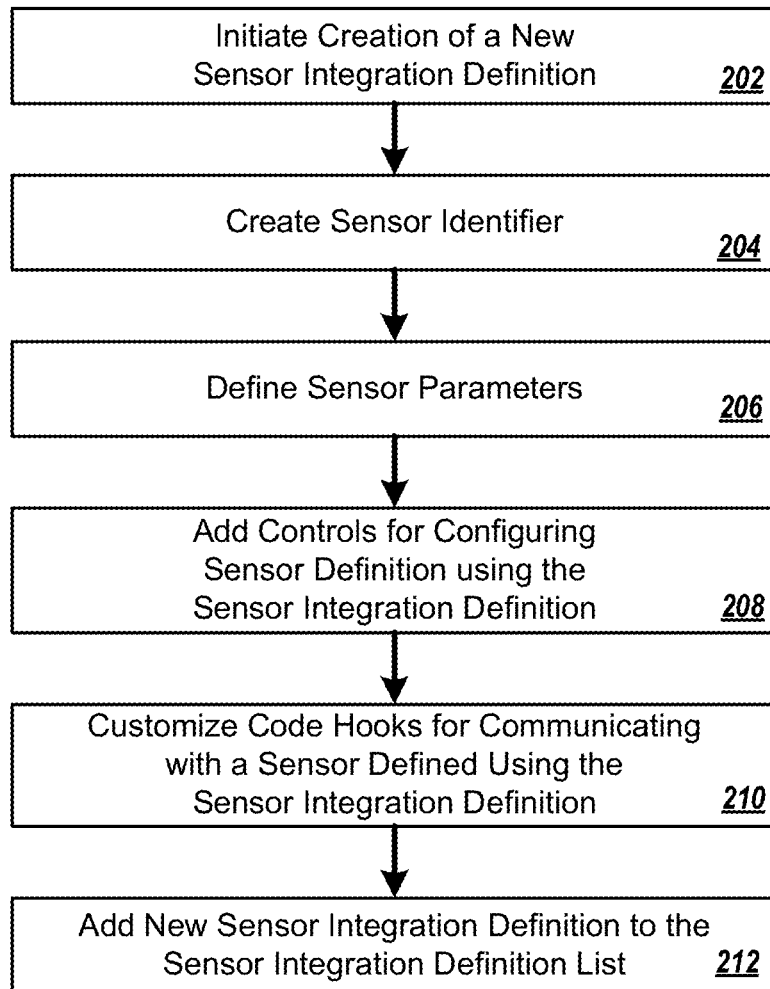 Initiate Creation of a New
Sensor Integration Definition
202
Create Sensor Identifier
204
Define Sensor Parameters
206
Add Controls for Configuring
Sensor Definition using the
Sensor Integration Definition
208
Customize Code Hooks for Communicating
with a Sensor Defined Using the
Sensor Integration Definition
210
Add New Sensor Integration Definition to the
Sensor Integration Definition List
212